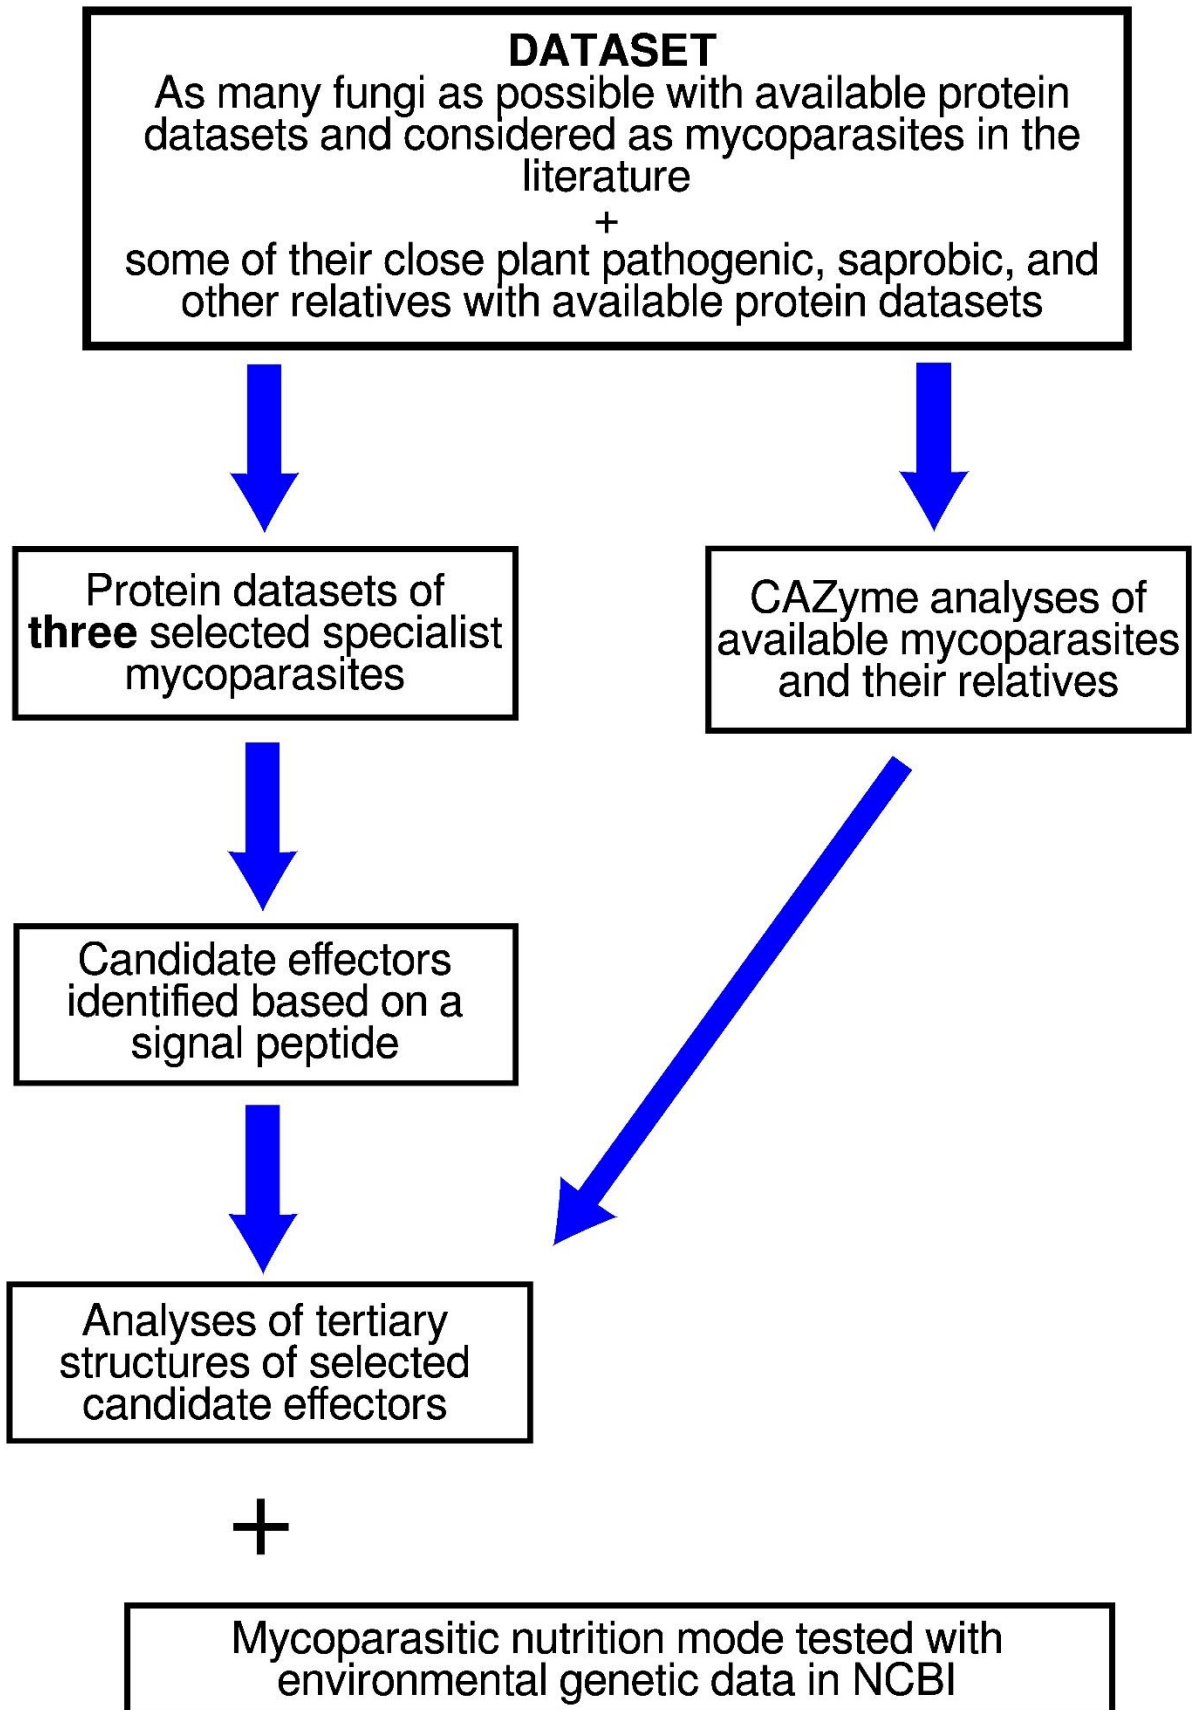 DATASET
As many fungi as possible with available protein
datasets and considered as mycoparasites in the
literature
+
some of their close plant pathogenic, saprobic, and
other relatives with available protein datasets
Protein datasets of
three selected specialist
mycoparasites
CAZyme analyses of
available mycoparasites
and their relatives
Candidate effectors
identified based on a
signal peptide
Analyses of tertiary
structures of selected
candidate effectors
+
Mycoparasitic nutrition mode tested with
environmental genetic data in NCBI